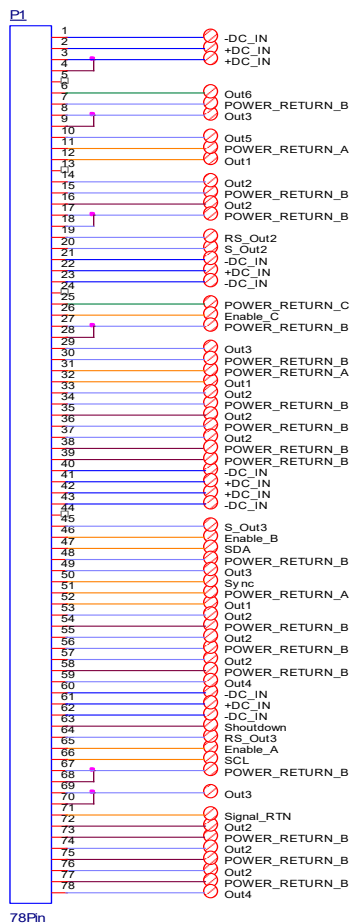 P1
1 -DC_IN
2 +DC_IN
3 +DC_IN
4
5
6 Out6
7 POWER_RETURN_B
8 Out3
9
10 Out5
11 POWER_RETURN_A
12 Out1
13
14 Out2
15 POWER_RETURN_B
16 Out2
17 POWER_RETURN_B
18
19 RS_Out2
20 S_Out2
21 -DC_IN
22 +DC_IN
23 -DC_IN
24
25 POWER_RETURN_C
26 Enable_C
27 POWER_RETURN_B
28
29 Out3
30 POWER_RETURN_B
31 POWER_RETURN_A
32 Out1
33 Out2
34 POWER_RETURN_B
35 Out2
36 POWER_RETURN_B
37 Out2
38 POWER_RETURN_B
39 POWER_RETURN_B
40 -DC_IN
41 +DC_IN
42 +DC_IN
43 -DC_IN
44
45 S_Out3
46 Enable_B
47 SDA
48 POWER_RETURN_B
49 Out3
50 Sync
51 POWER_RETURN_A
52 Out1
53 Out2
54 POWER_RETURN_B
55 Out2
56 POWER_RETURN_B
57 Out2
58 POWER_RETURN_B
59 Out4
60 -DC_IN
61 +DC_IN
62 -DC_IN
63 Shoutdown
64 RS_Out3
65 Enable_A
66 SCL
67 POWER_RETURN_B
68
69 Out3
70
71 Signal_RTN
72 Out2
73 POWER_RETURN_B
74 Out2
75 POWER_RETURN_B
76 Out2
77 POWER_RETURN_B
78 Out4
78Pin